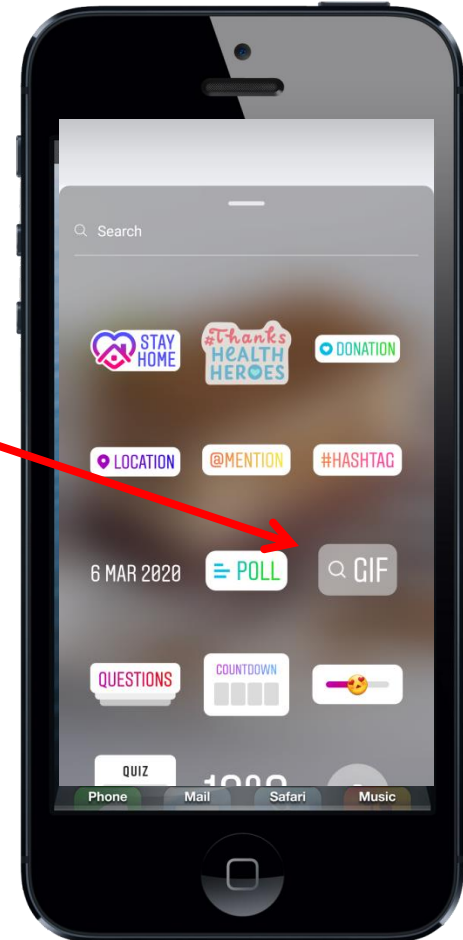 Search
STAY
HOME
#Thanks
HEALTH
HEROES
DONATION
LOCATION
@MENTION
#HASHTAG
6 MAR 2020
POLL
GIF
QUESTIONS
COUNTDOWN
QUIZ
Phone Mail Safari Music